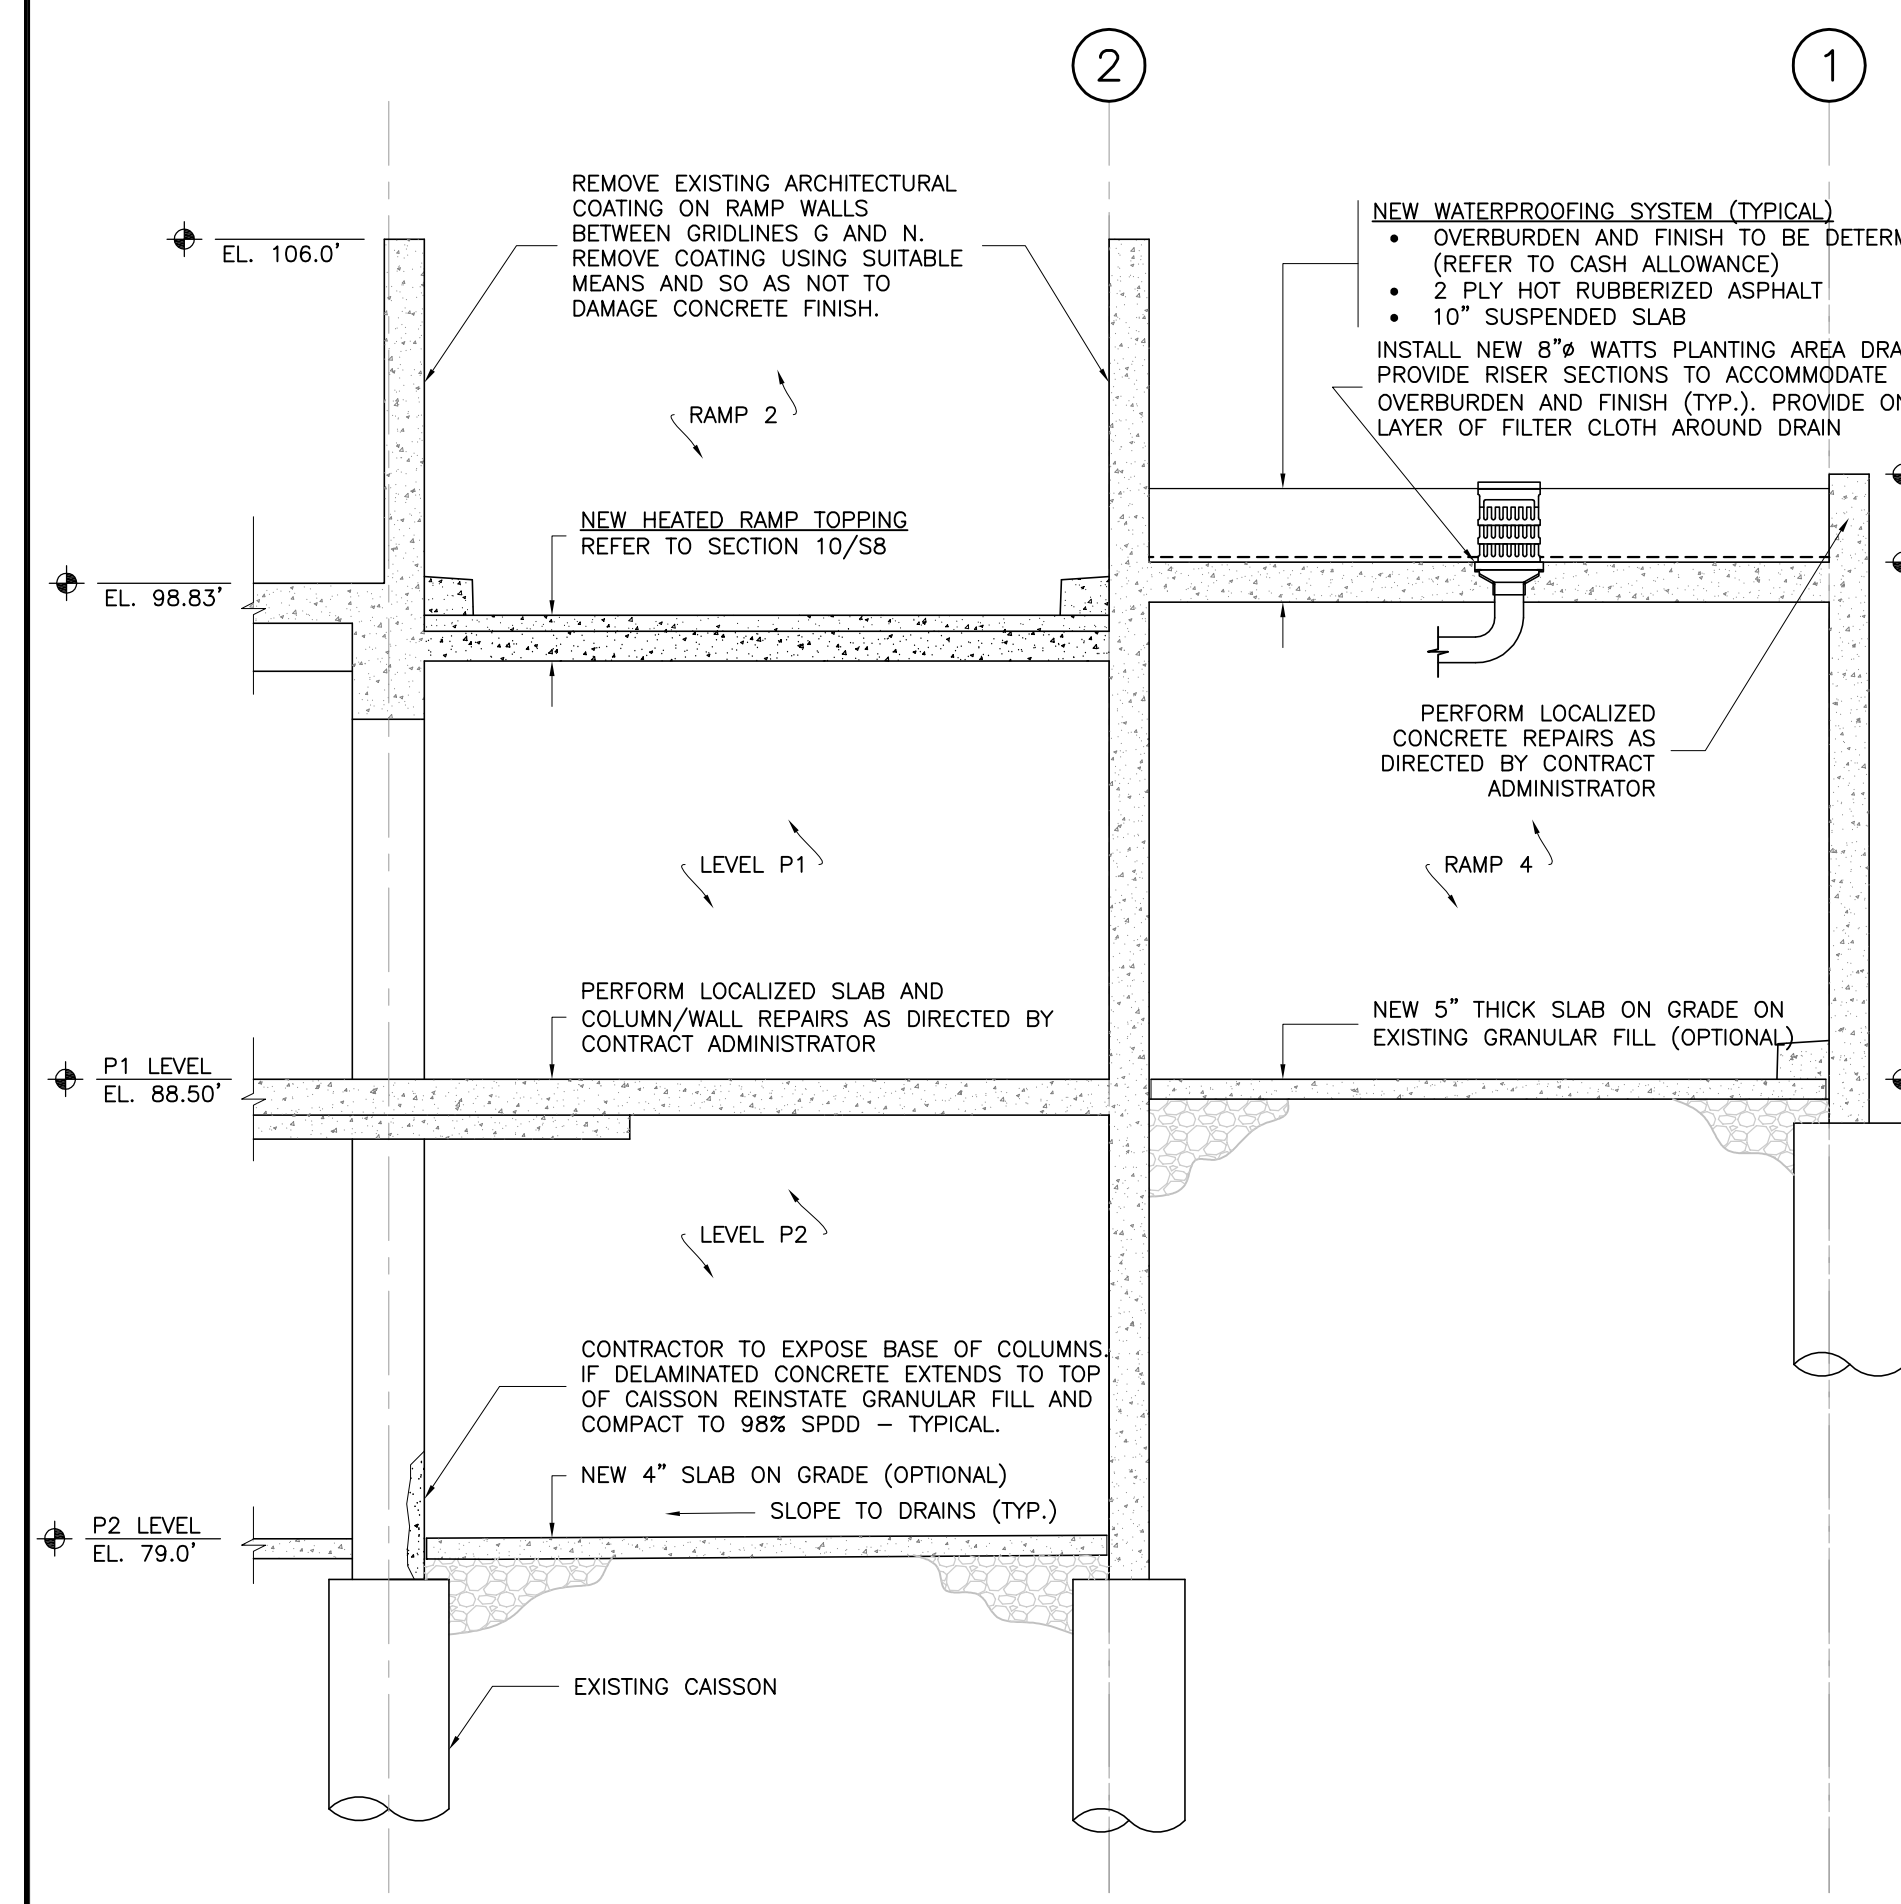 2
1
REMOVE EXISTING ARCHITECTURAL
COATING ON RAMP WALLS
BETWEEN GRIDLINES G AND N.
REMOVE COATING USING SUITABLE
MEANS AND SO AS NOT TO
DAMAGE CONCRETE FINISH.
EL. 106.0'
NEW WATERPROOFING SYSTEM (TYPICAL)
• OVERBURDEN AND FINISH TO BE DETERM
(REFER TO CASH ALLOWANCE)
• 2 PLY HOT RUBBERIZED ASPHALT
• 10" SUSPENDED SLAB
INSTALL NEW 8"ø WATTS PLANTING AREA DRA
PROVIDE RISER SECTIONS TO ACCOMMODATE
OVERBURDEN AND FINISH (TYP.). PROVIDE ON
LAYER OF FILTER CLOTH AROUND DRAIN
RAMP 2
NEW HEATED RAMP TOPPING
REFER TO SECTION 10/S8
EL. 98.83'
PERFORM LOCALIZED
CONCRETE REPAIRS AS
DIRECTED BY CONTRACT
ADMINISTRATOR
LEVEL P1
RAMP 4
PERFORM LOCALIZED SLAB AND
COLUMN/WALL REPAIRS AS DIRECTED BY
CONTRACT ADMINISTRATOR
NEW 5" THICK SLAB ON GRADE ON
EXISTING GRANULAR FILL (OPTIONAL)
P1 LEVEL
EL. 88.50'
LEVEL P2
CONTRACTOR TO EXPOSE BASE OF COLUMNS.
IF DELAMINATED CONCRETE EXTENDS TO TOP
OF CAISSON REINSTATE GRANULAR FILL AND
COMPACT TO 98% SPDD – TYPICAL.
NEW 4" SLAB ON GRADE (OPTIONAL)
SLOPE TO DRAINS (TYP.)
P2 LEVEL
EL. 79.0'
EXISTING CAISSON